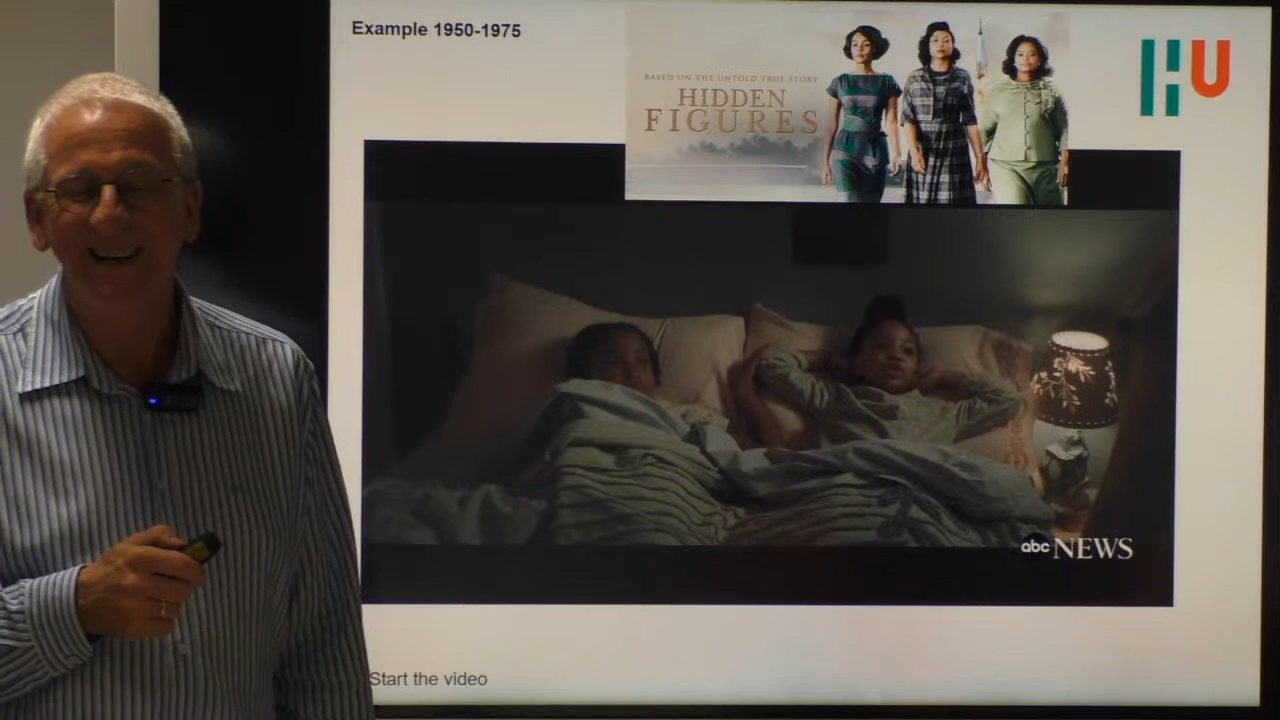 Example 1950-1975
BASED ON THE UNTOLD TRUE STORY
HIDDEN
FIGURES
HU
abc NEWS
Start the video